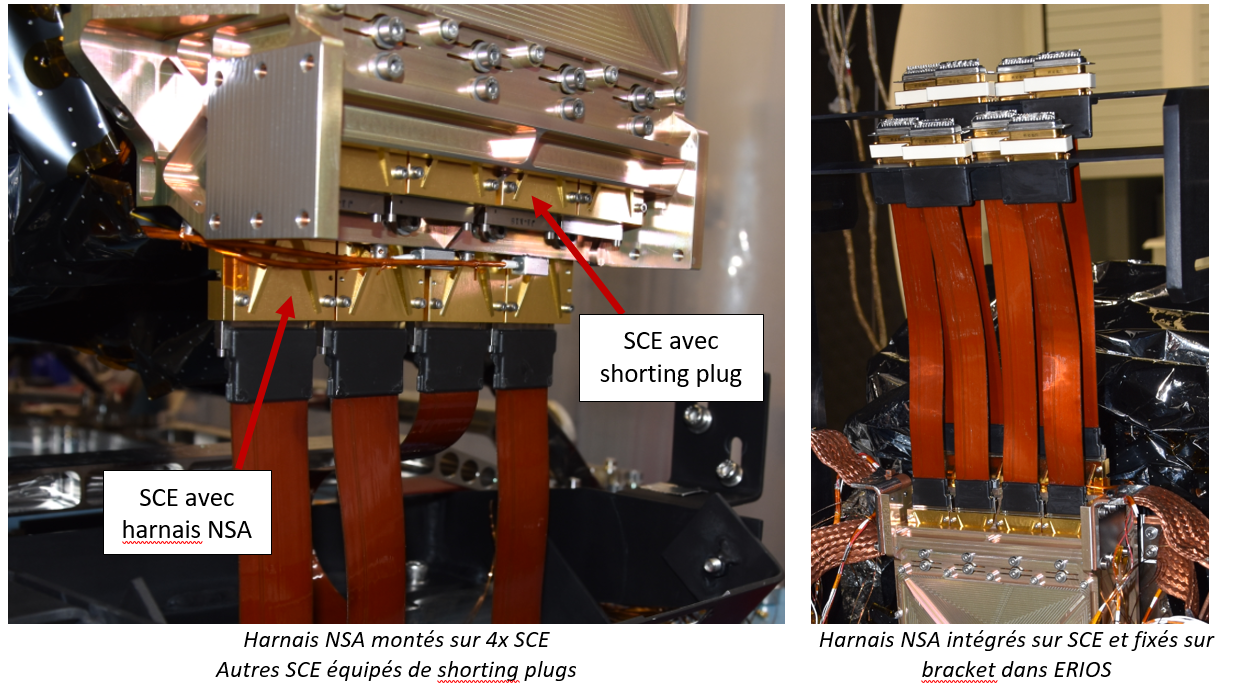 SCE avec
shorting plug
SCE avec
harnais NSA
Harnais NSA montés sur 4x SCE
Autres SCE équipés de shorting plugs
Harnais NSA intégrés sur SCE et fixés sur
bracket dans ERIOS